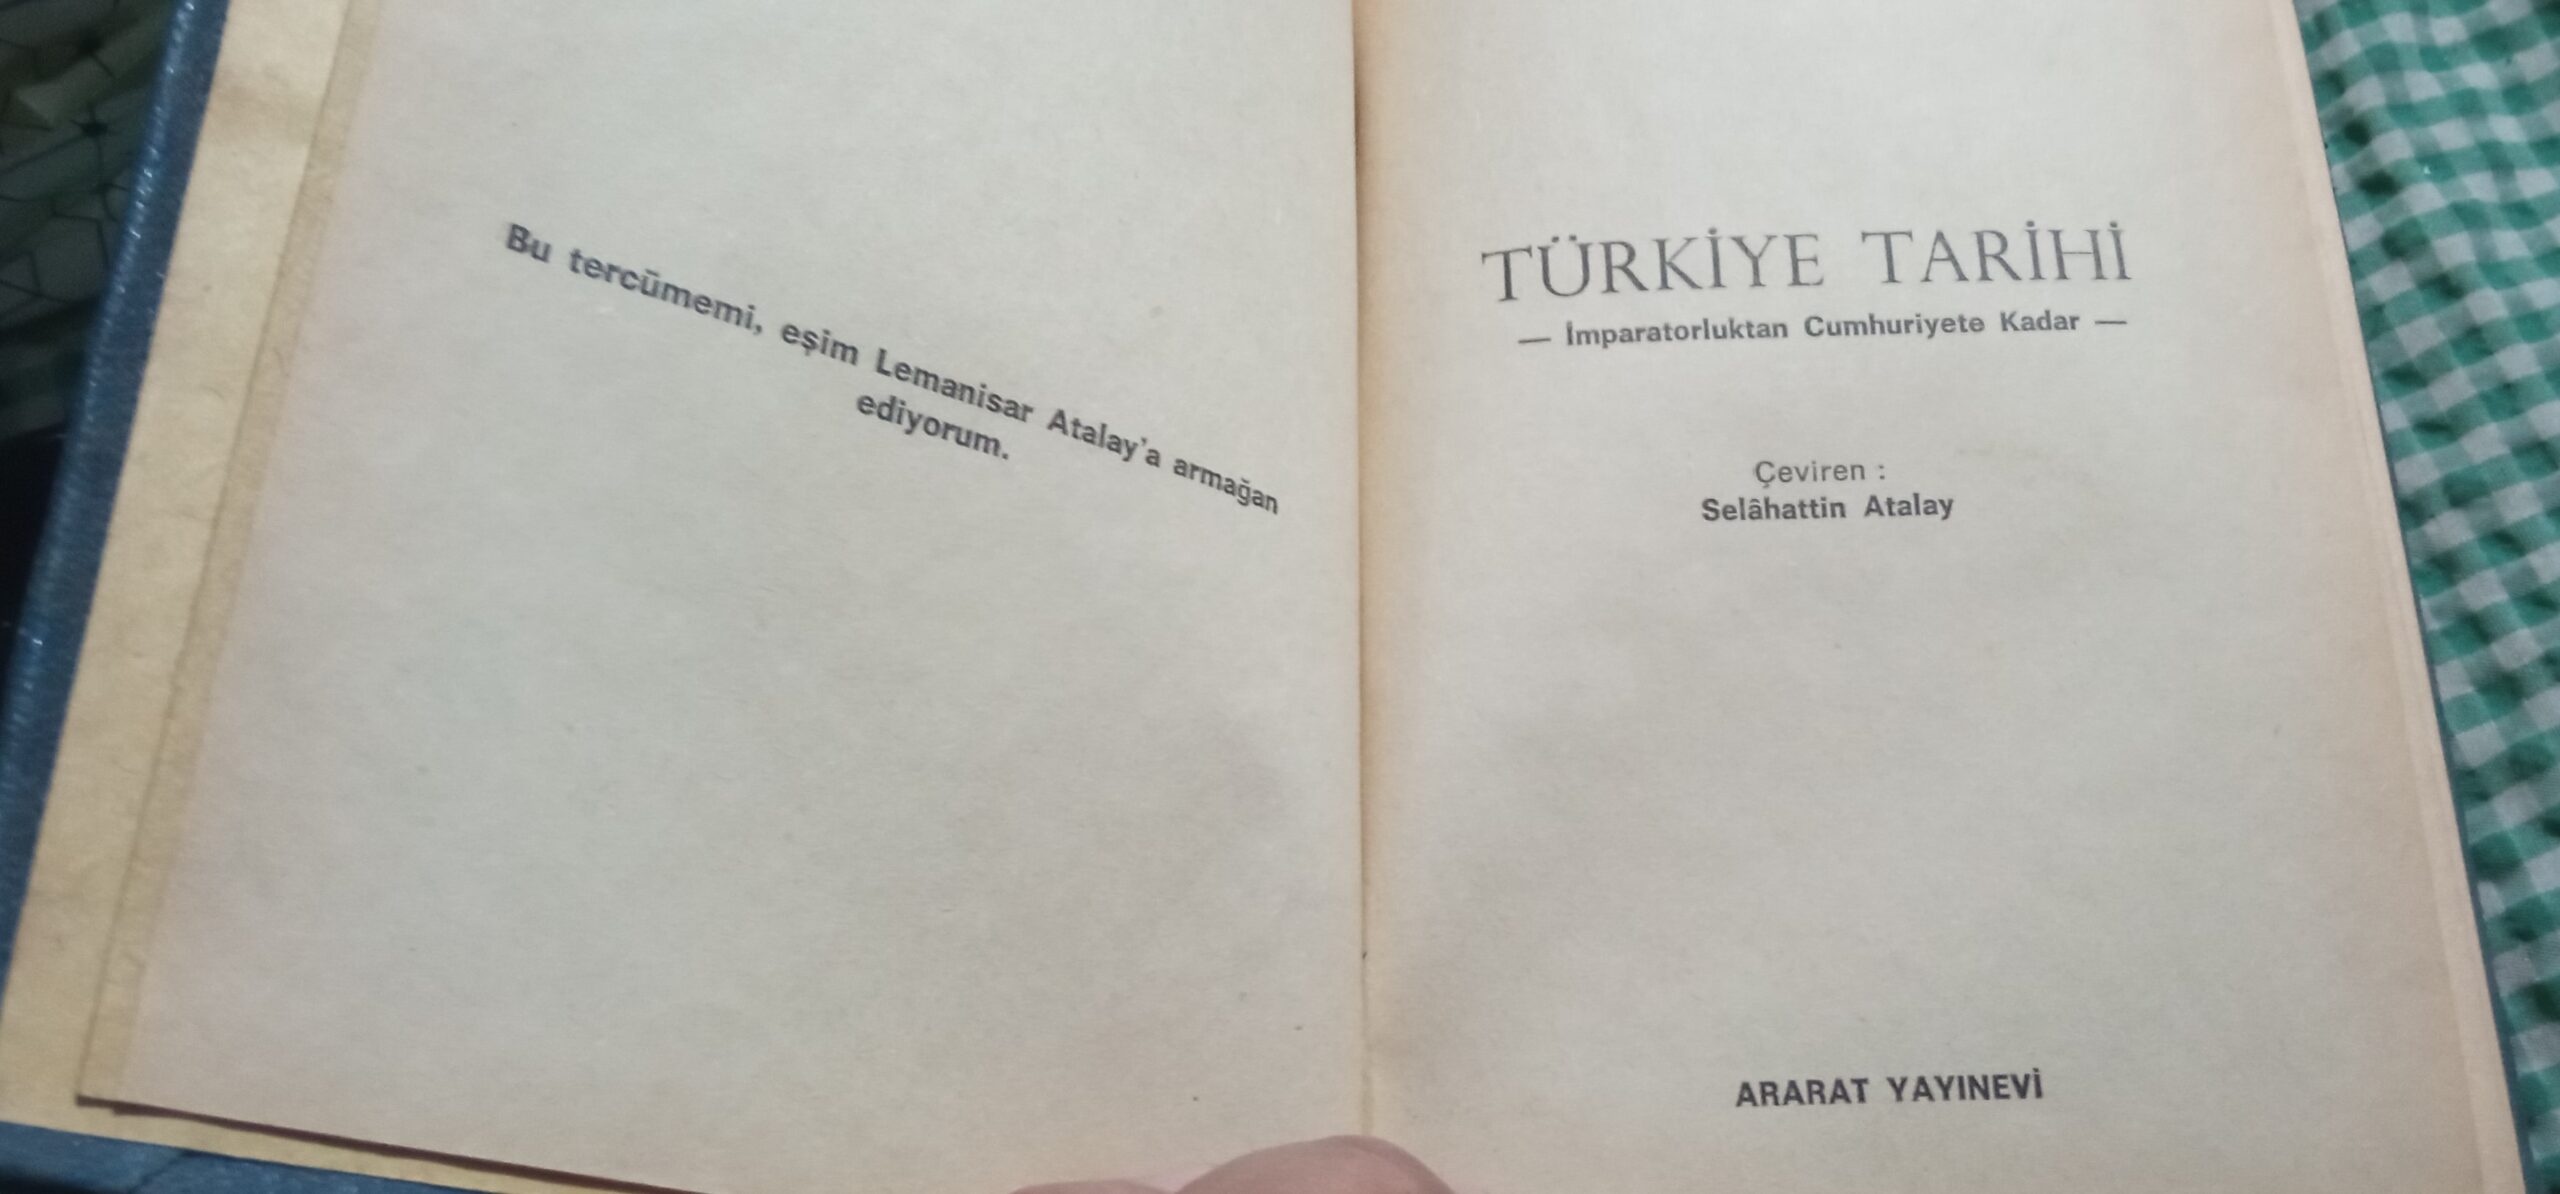 Bu tercümemi, eşim Lemanisar Atalay'a armağan
ediyorum.
TÜRKİYE TARİHİ
— İmparatorluktan Cumhuriyete Kadar —
Çeviren :
Selâhattin Atalay
ARARAT YAYINEVİ